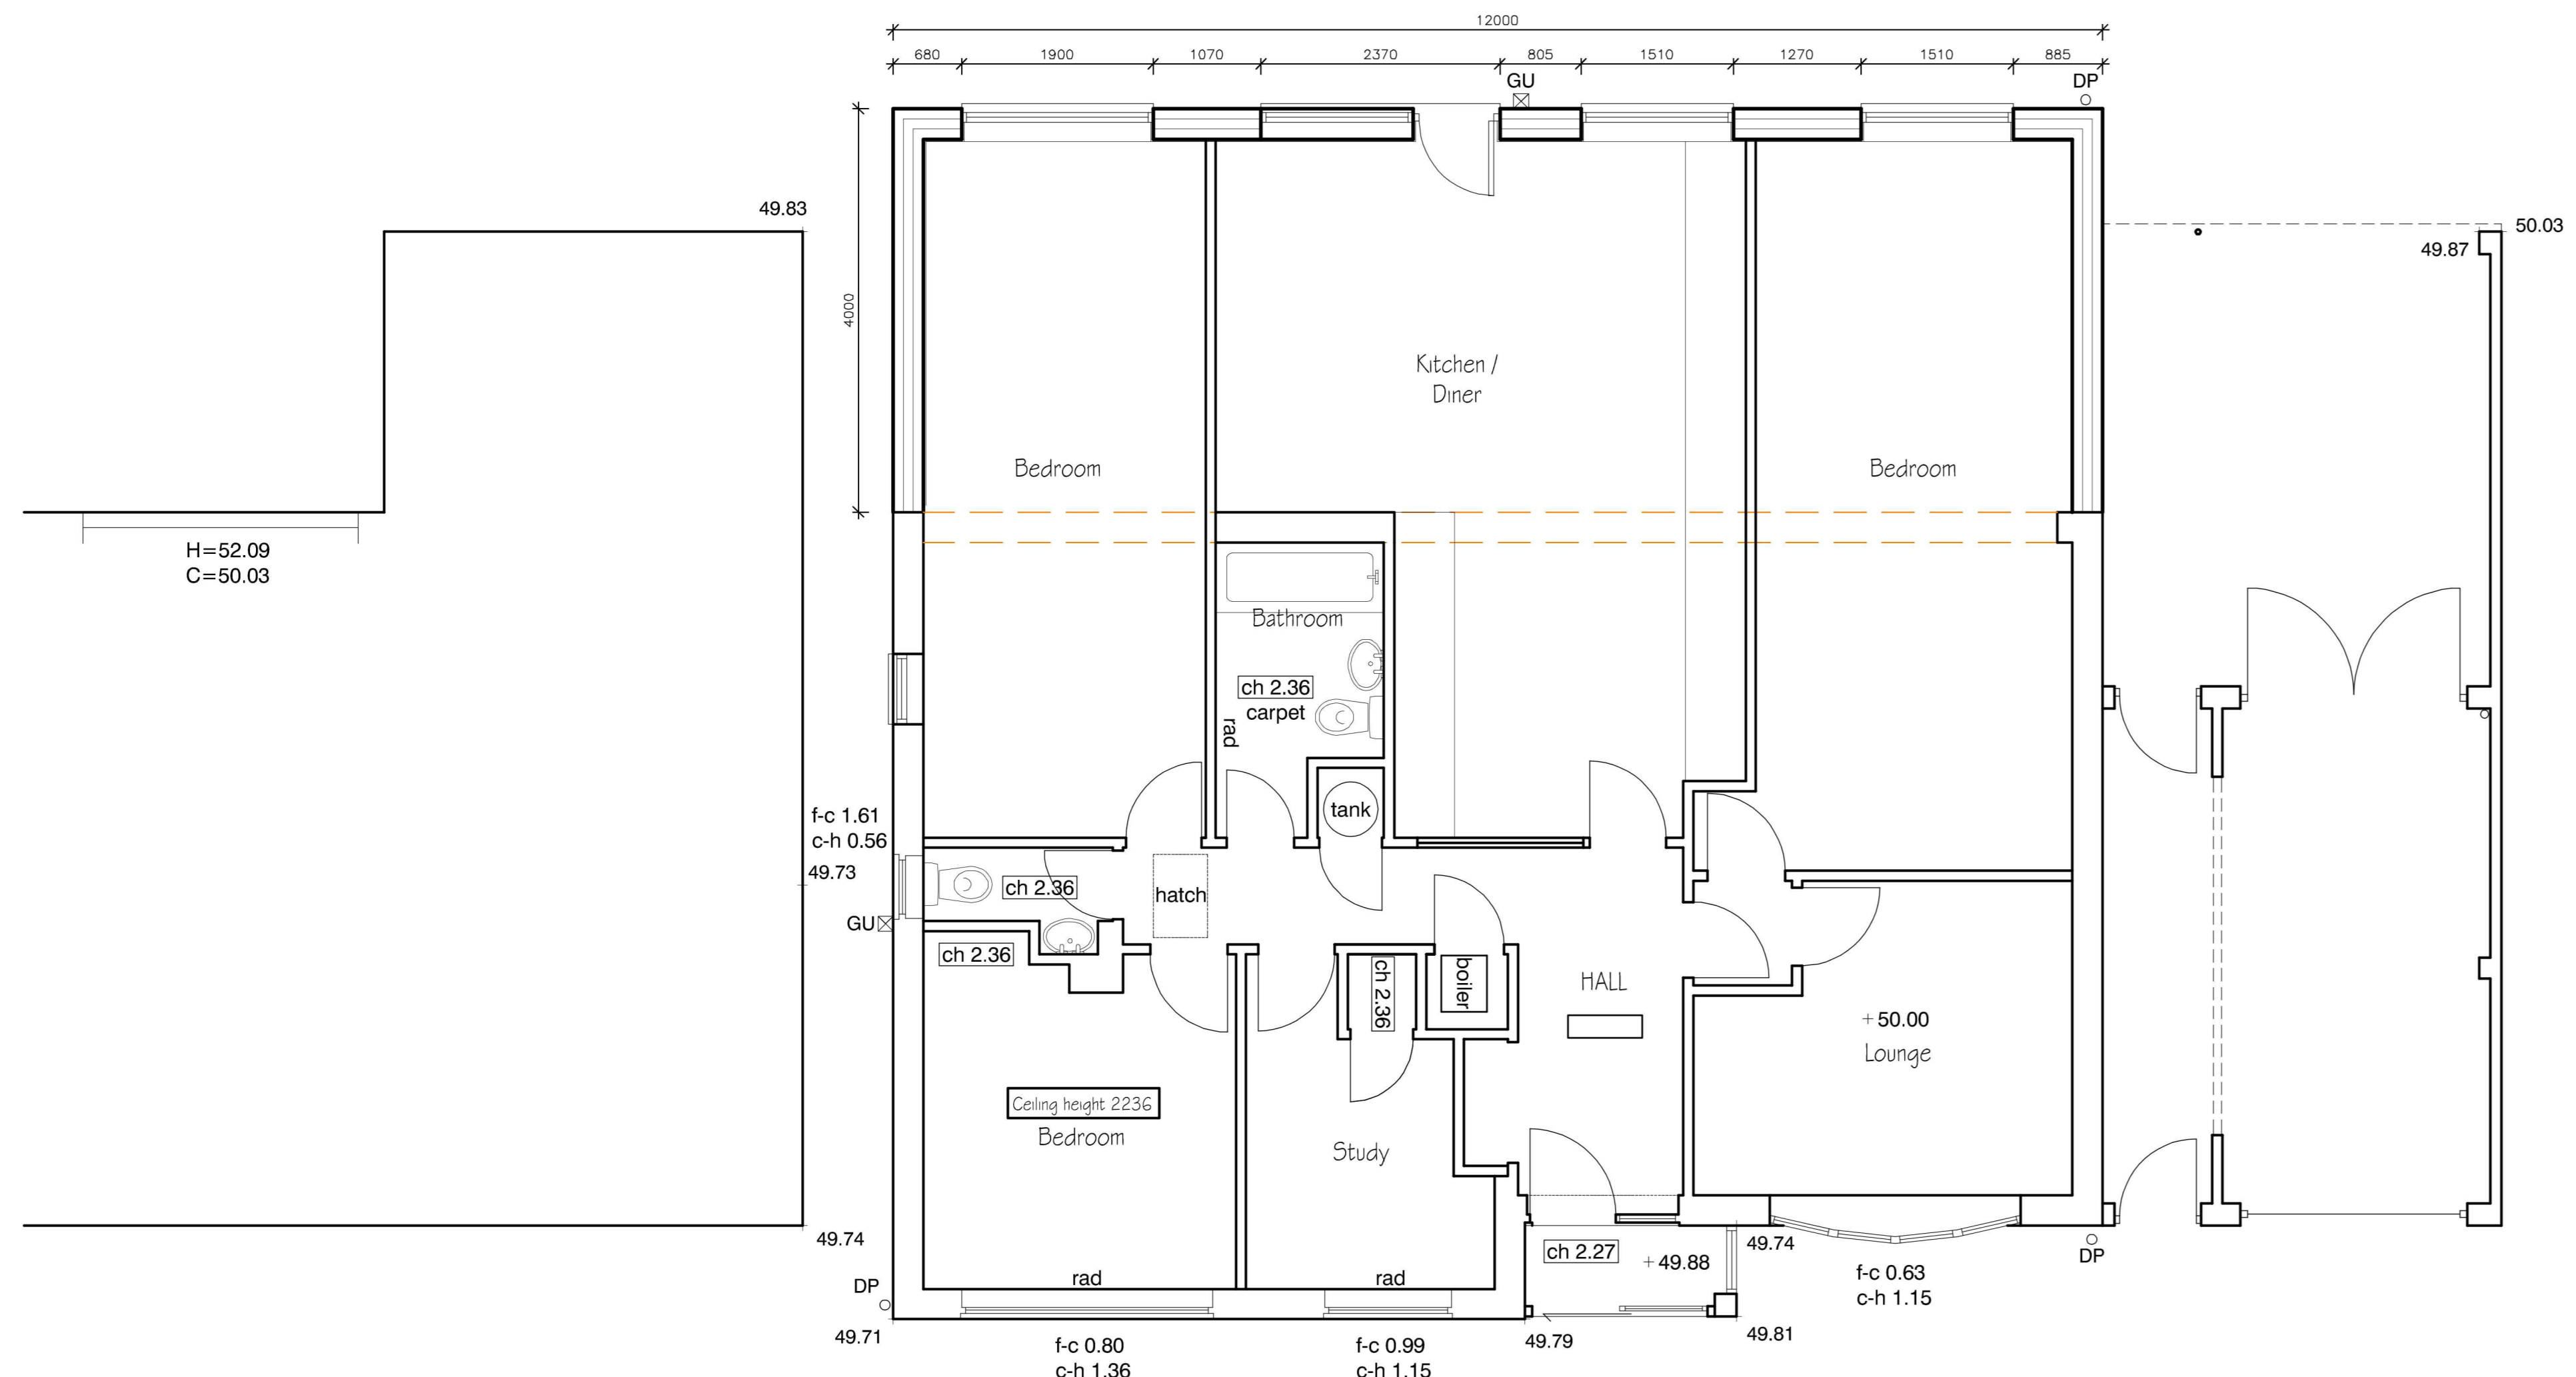 12000
680 1900 1070 2370 805 1510 1270 1510 885
GU
DP
49.83
50.03
49.87
4000
Kitchen /
Diner
Bedroom
Bedroom
H=52.09
C=50.03
Bathroom
ch 2.36
carpet
rad
tank
f-c 1.61
c-h 0.56
49.73
ch 2.36
hatch
GU
ch 2.36
ch 2.36
boiler
HALL
50.00
Lounge
Ceiling height 2236
Bedroom
Study
49.74
ch 2.27
49.88
49.74
DP
rad
rad
DP
f-c 0.63
c-h 1.15
49.71
49.79
49.81
f-c 0.80
c-h 1.36
f-c 0.99
c-h 1.15